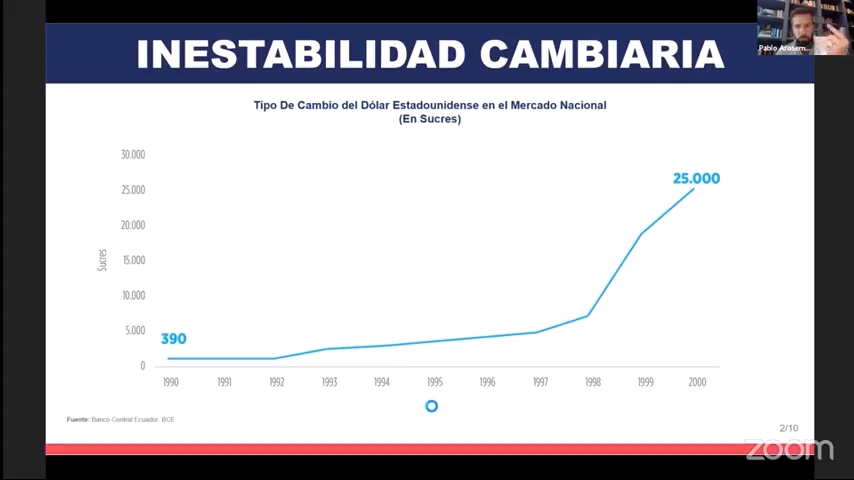 INESTABILIDAD CAMBIARIA
Pablo Arosem...
Tipo De Cambio del Dólar Estadounidense en el Mercado Nacional
(En Sucres)
30.000
25.000
20.000
15.000
10.000
5.000
0
Sucres
390
25.000
1990 1991 1992 1993 1994 1995 1996 1997 1998 1999 2000
Fuente: Banco Central Ecuador: BCE
2/10
zoom